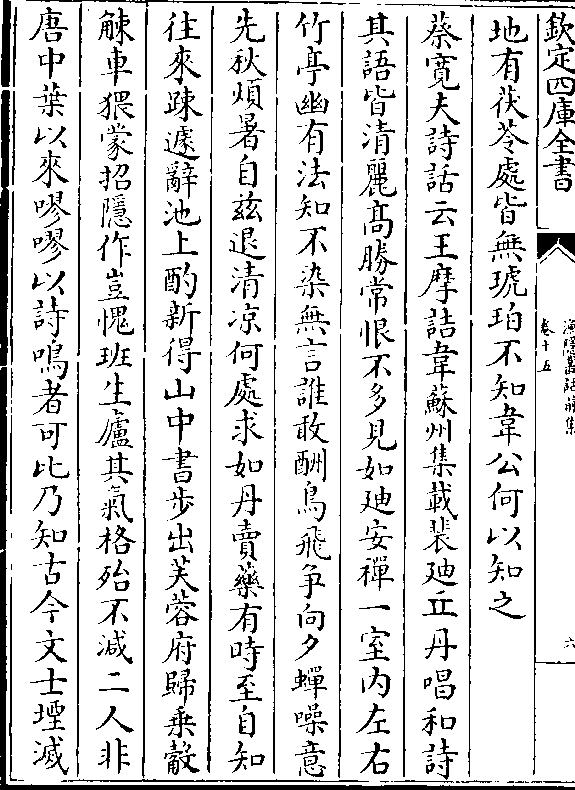 欽定四庫全書
漁隱叢話前集
卷十五
六
地有茯苓處皆無琥珀不知韋公何以知之
蔡寛夫詩話云王摩詰韋蘇州集載裴廸丘丹唱和詩
其語皆清麗髙勝常恨不多見如廸安禪一室内左右
竹亭幽有法知不染無言誰敢酬鳥飛争向夕蟬噪意
先秋煩暑自兹退清凉何處求如丹賣藥有時至自知
往來踈遽辭池上酌新得山中書步出芙蓉府歸乗觳
觫車猥蒙招隱作豈愧班生廬其氣格殆不減二人非
唐中葉以來嘐嘐以詩鳴者可比乃知古今文士堙滅